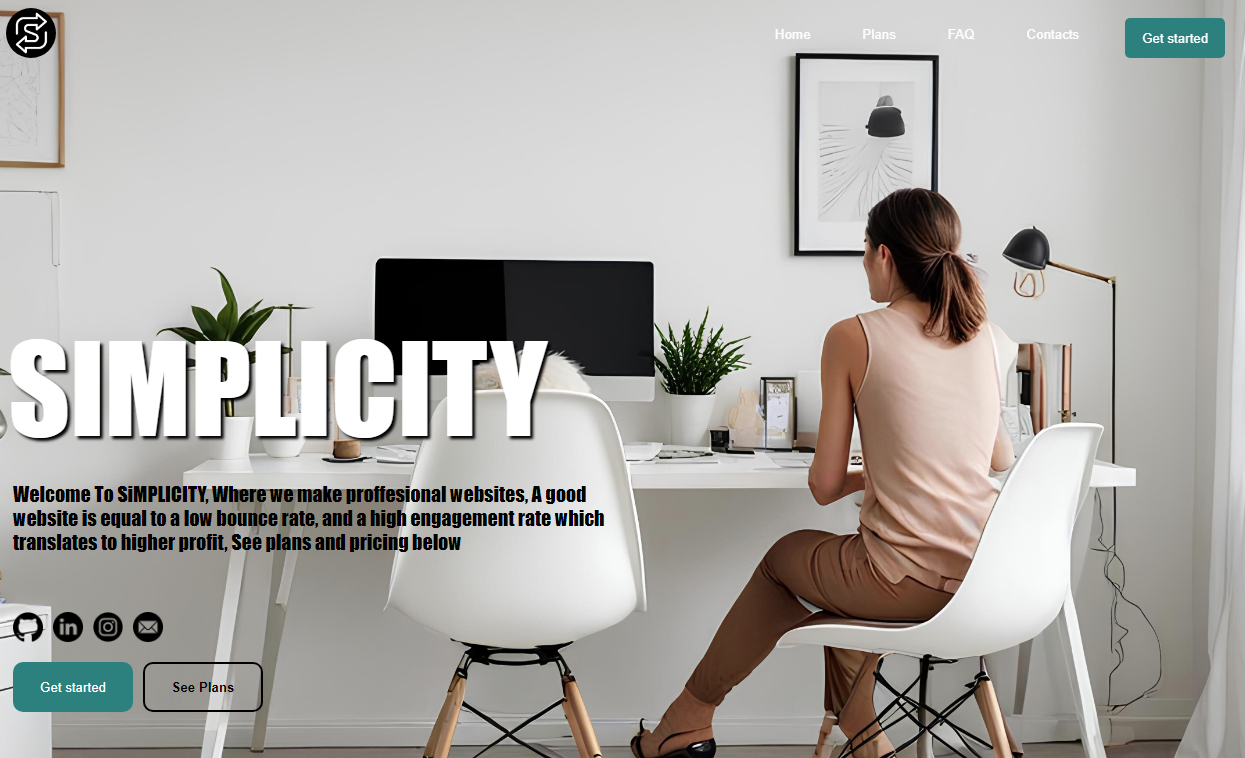 S
Home Plans FAQ Contacts Get started
SIMPLICITY
Welcome To SiMPLICITY, Where we make proffesional websites, A good
website is equal to a low bounce rate, and a high engagement rate which
translates to higher profit, See plans and pricing below
in
Get started See Plans